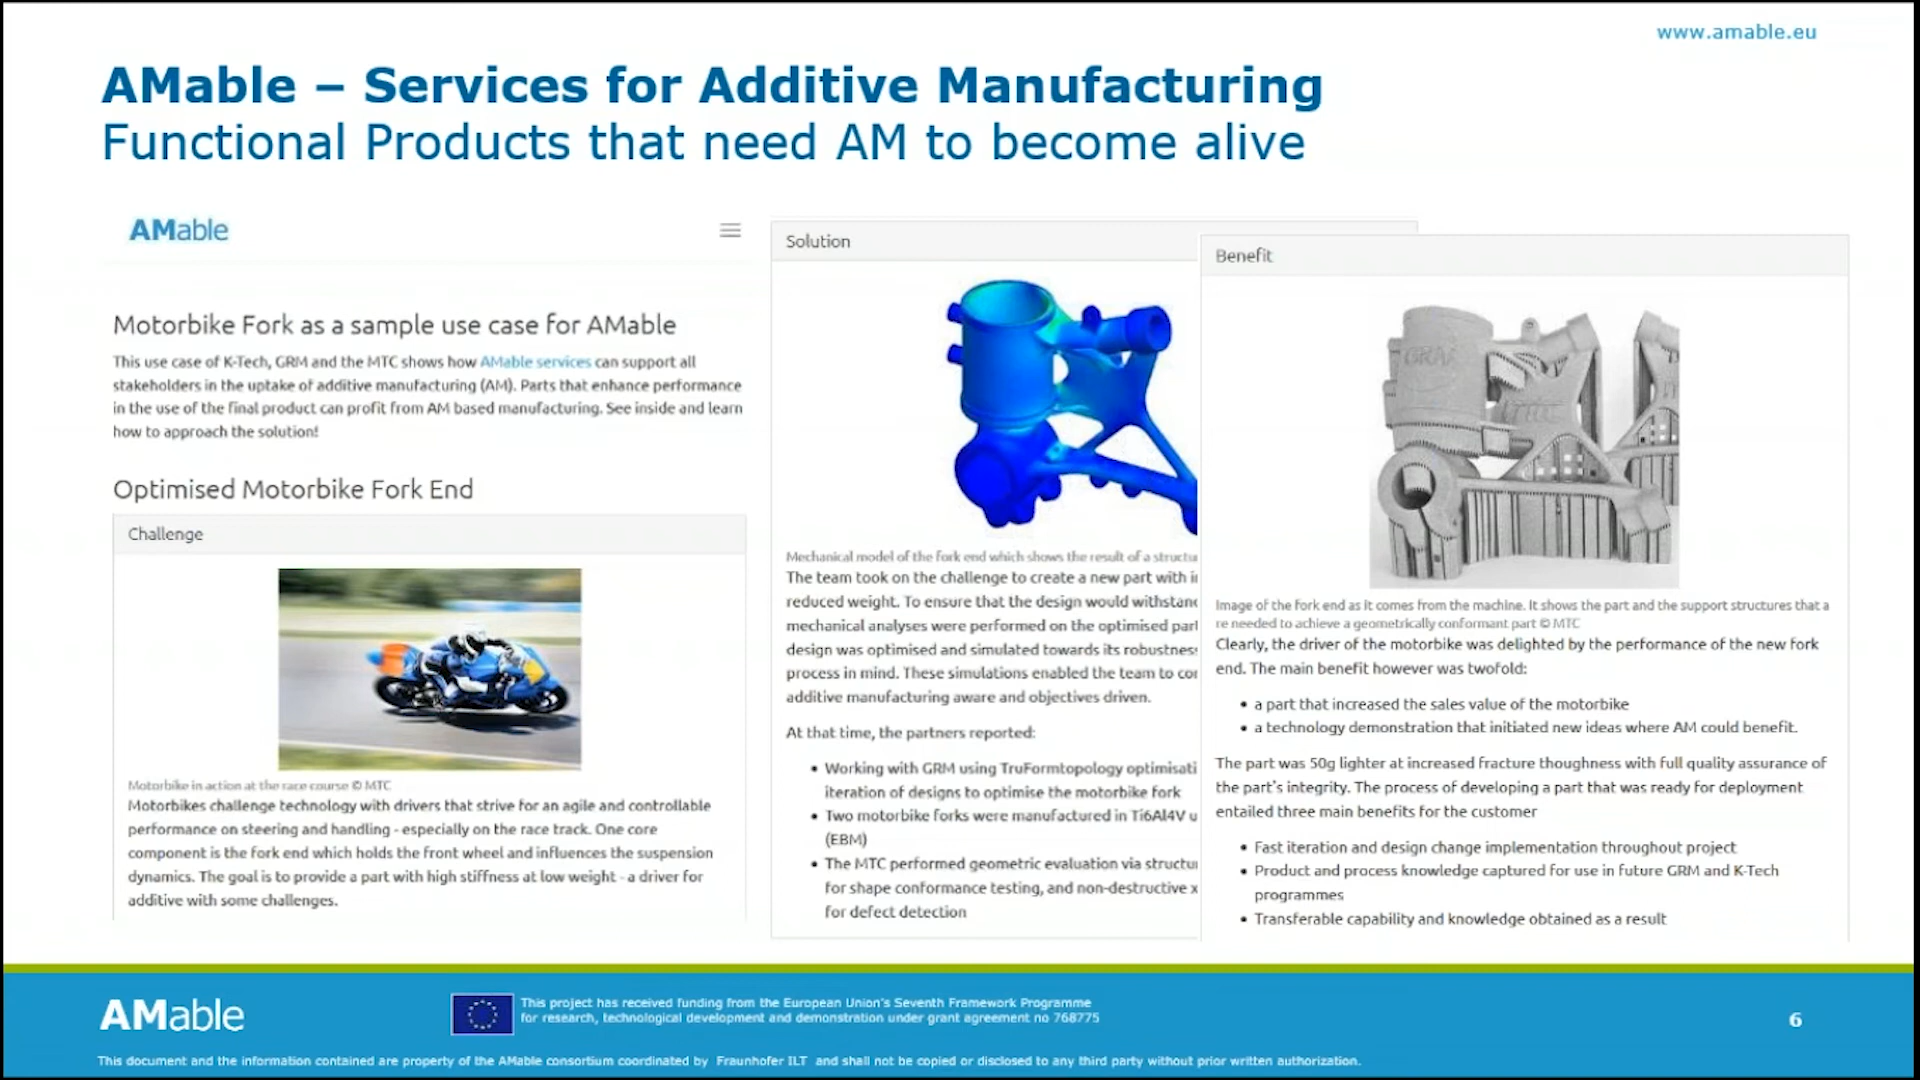 www.amable.eu
AMable – Services for Additive Manufacturing
Functional Products that need AM to become alive
AMable
Motorbike Fork as a sample use case for AMable
This use case of K-Tech, GRM and the MTC shows how AMable services can support all
stakeholders in the uptake of additive manufacturing (AM). Parts that enhance performance
in the use of the final product can profit from AM based manufacturing. See inside and learn
how to approach the solution!
Optimised Motorbike Fork End
Challenge
Motorbike in action at the race course © MTC
Motorbikes challenge technology with drivers that strive for an agile and controllable
performance on steering and handling - especially on the race track. One core
component is the fork end which holds the front wheel and influences the suspension
dynamics. The goal is to provide a part with high stiffness at low weight - a driver for
additive with some challenges.
Solution
Mechanical model of the fork end which shows the result of a structu
The team took on the challenge to create a new part with
reduced weight. To ensure that the design would withstand
mechanical analyses were performed on the optimised part
design was optimised and simulated towards its robustness
process in mind. These simulations enabled the team to co
additive manufacturing aware and objectives driven.
At that time, the partners reported:
• Working with GRM using TruFormtopology optimisati
iteration of designs to optimise the motorbike fork
• Two motorbike forks were manufactured in Ti6Al4V u
(EBM)
• The MTC performed geometric evaluation via structu
for shape conformance testing, and non-destructive x
for defect detection
Benefit
Image of the fork end as it comes from the machine. It shows the part and the support structures that a
re needed to achieve a geometrically conformant part © MTC
Clearly, the driver of the motorbike was delighted by the performance of the new fork
end. The main benefit however was twofold:
• a part that increased the sales value of the motorbike
• a technology demonstration that initiated new ideas where AM could benefit.
The part was 50g lighter at increased fracture thoughness with full quality assurance of
the part's integrity. The process of developing a part that was ready for deployment
entailed three main benefits for the customer
• Fast iteration and design change implementation throughout project
• Product and process knowledge captured for use in future GRM and K-Tech
programmes
• Transferable capability and knowledge obtained as a result
AMable
This project has received funding from the European Union's Seventh Framework Programme
for research, technological development and demonstration under grant agreement no 768775
6
This document and the information contained are property of the AMable consortium coordinated by Fraunhofer ILT and shall not be copied or disclosed to any third party without prior written authorization.